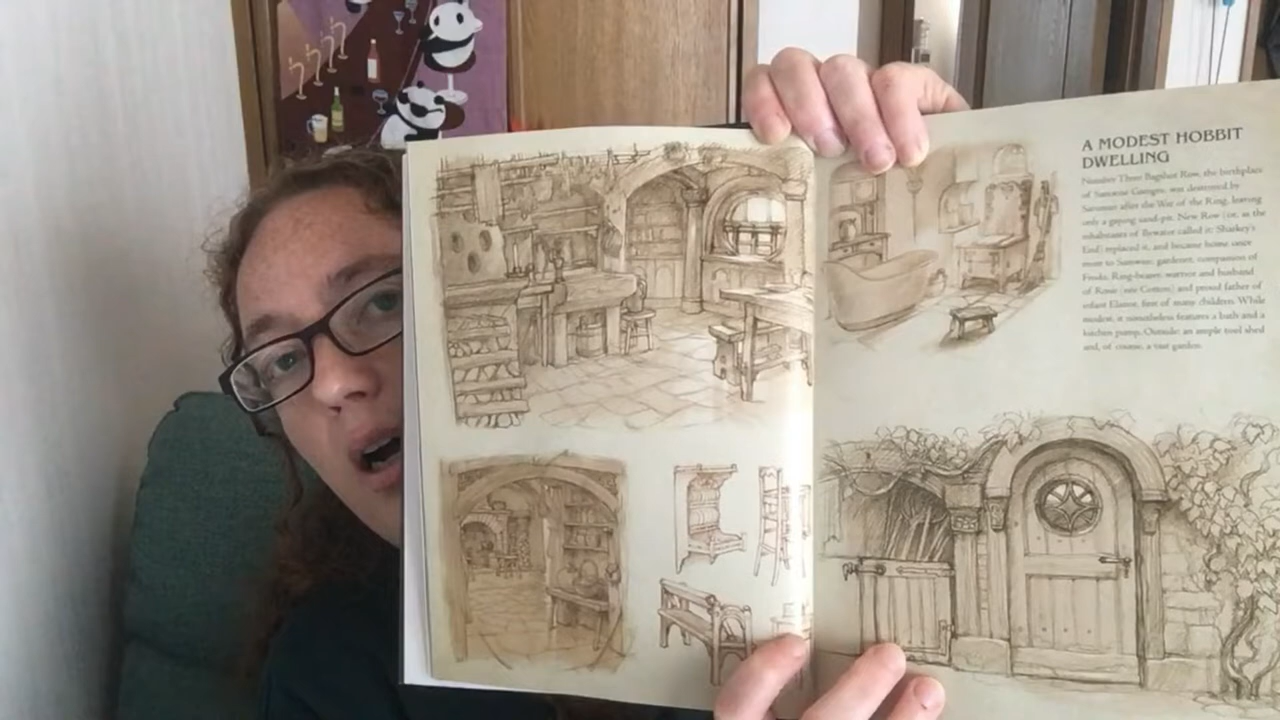 A MODEST HOBBIT
DWELLING
Number Three Bagshot Row, the birthplace
of Samwise Gamgee, was destroyed by
Saruman after the War of the Ring, leaving
only a gaping sand-pit. New Row (or, as the
inhabitants of Bywater called it: Sharkey's
End) replaced it, and became home once
more to Samwise, gardener, companion of
Frodo, Ring-bearer, warrior and husband
of Rosie (née Cotton) and proud father of
infant Elanor, first of many children. While
modest, it nonetheless features a bath and a
kitchen pump. Outside: an ample tool shed
and, of course, a vast garden.